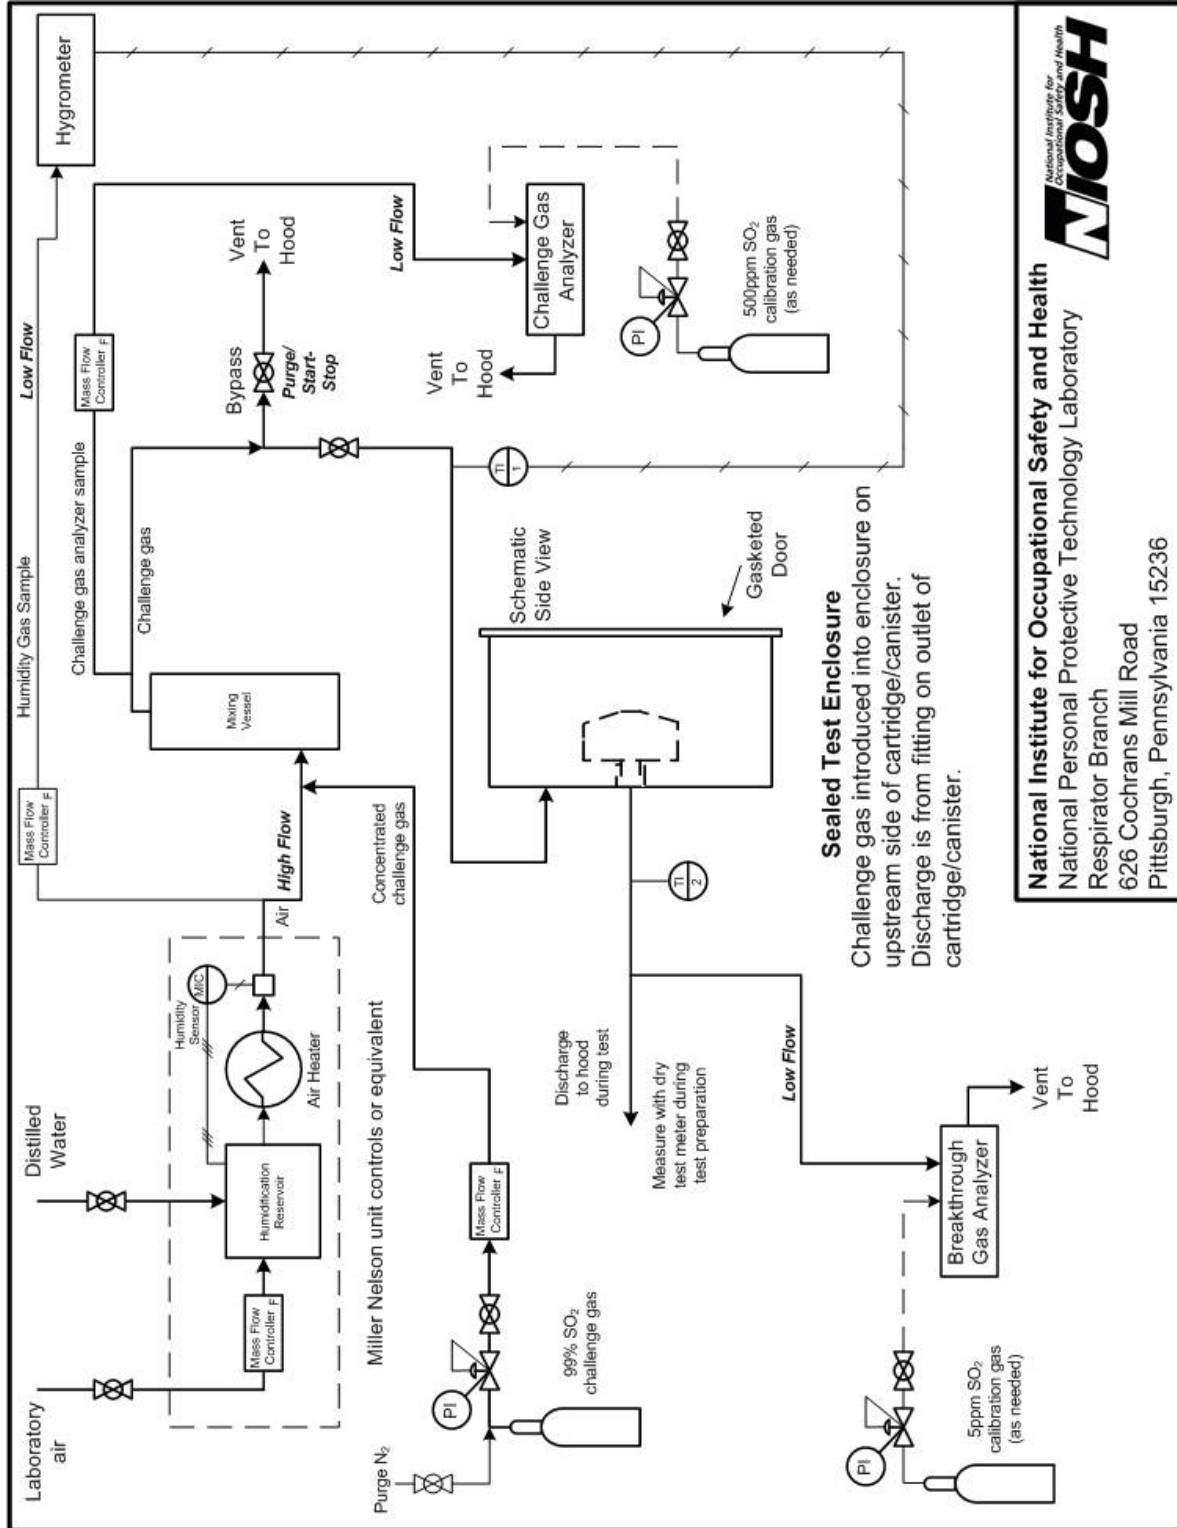 Laboratory
air
Distilled
Water
Mass Flow
Controller F
Humidification
Reservoir
Humidity
Sensor
MIC
Air Heater
Air
High Flow
Miller Nelson unit controls or equivalent
Mass Flow
Controller F
Humidity Gas Sample
Low Flow
Hygrometer
Challenge gas analyzer sample
Mass Flow
Controller F
Challenge gas
Mixing
Vessel
Concentrated
challenge gas
Bypass
Purge/
Start-
Stop
Vent
To
Hood
Low Flow
Challenge Gas
Analyzer
Vent
To
Hood
PI
500ppm SO₂
calibration gas
(as needed)
TI
1
Purge N₂
PI
99% SO₂
challenge gas
Mass Flow
Controller F
Schematic
Side View
Gasketed
Door
TI
2
Discharge
to hood
during test
Measure with dry
test meter during
test preparation
Low Flow
Sealed Test Enclosure
Challenge gas introduced into enclosure on
upstream side of cartridge/canister.
Discharge is from fitting on outlet of
cartridge/canister.
PI
5ppm SO₂
calibration gas
(as needed)
Breakthrough
Gas Analyzer
Vent
To
Hood
National Institute for Occupational Safety and Health
National Personal Protective Technology Laboratory
Respirator Branch
626 Cochrans Mill Road
Pittsburgh, Pennsylvania 15236
National Institute for
Occupational Safety and Health
NIOSH